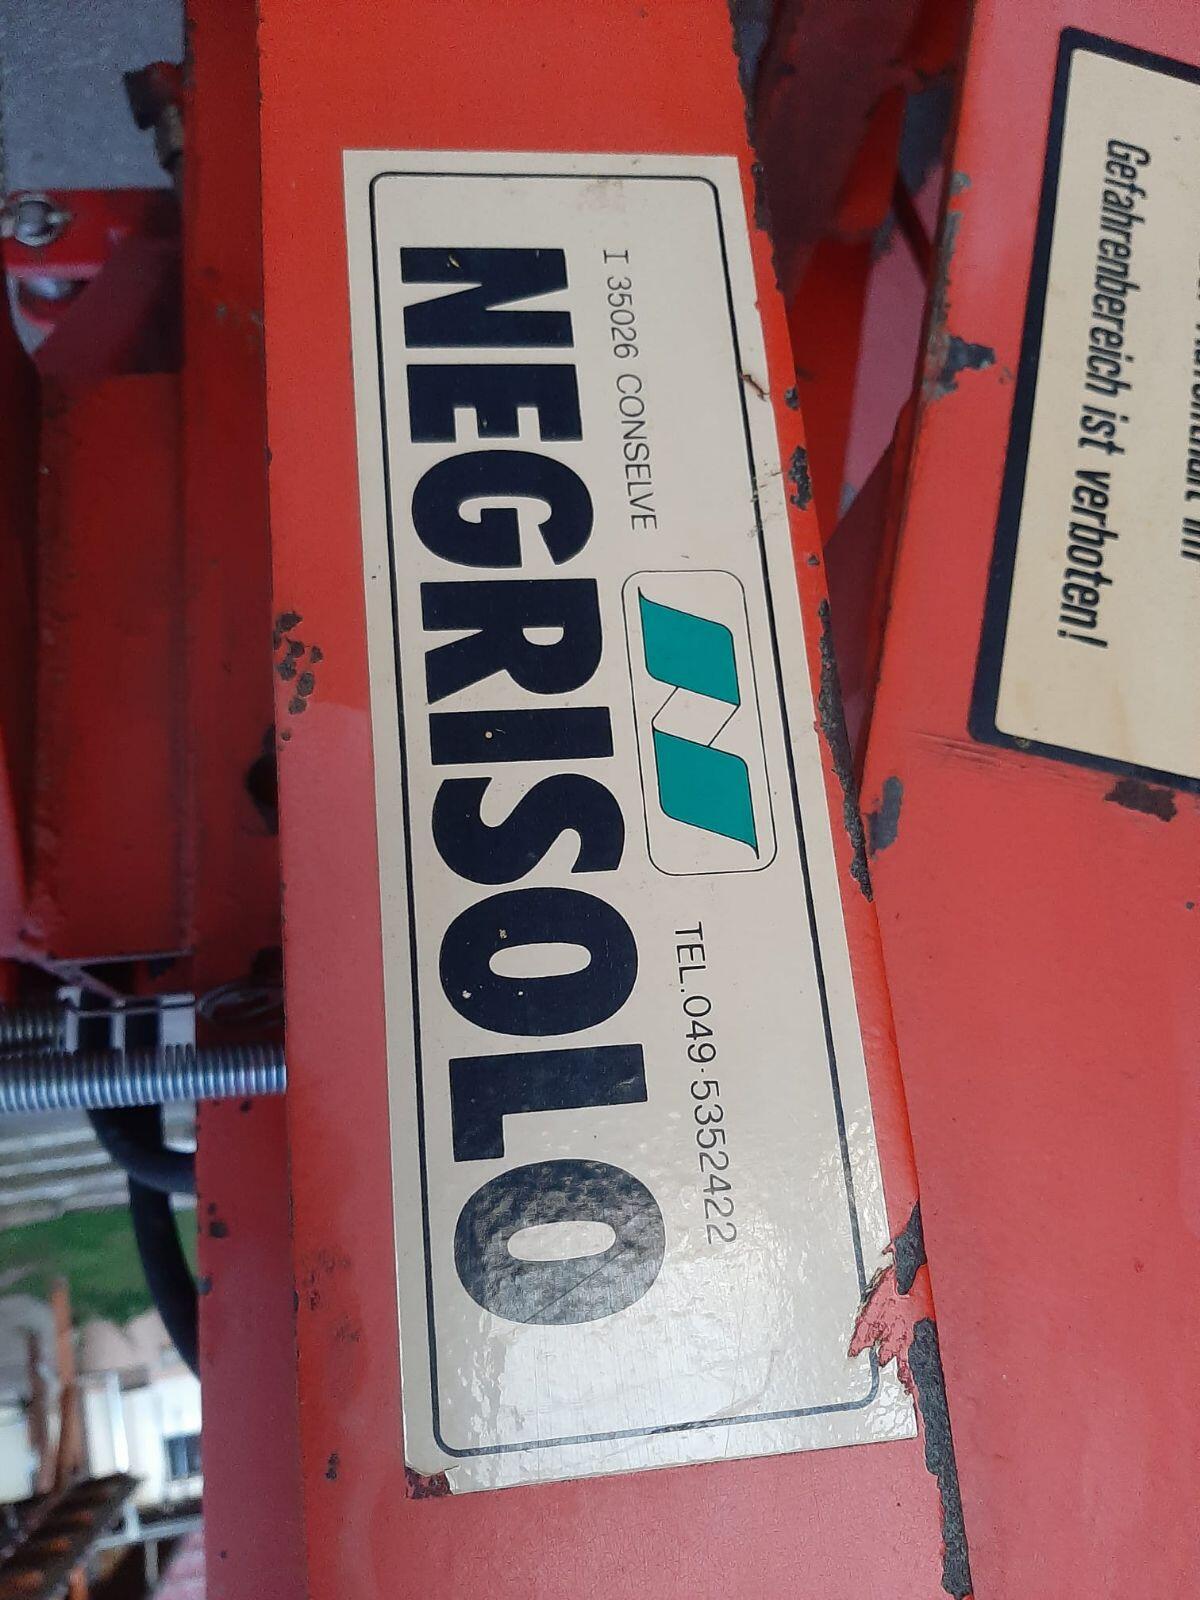 I 35026 CONSELVE
TEL.049·5352422
NEGRISOLO
Gefahrenbereich ist verboten!